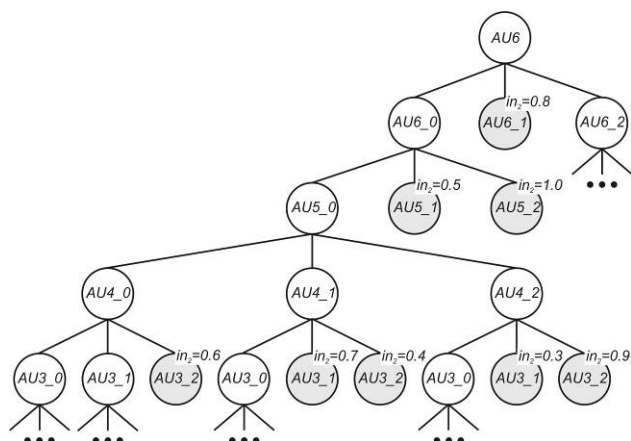 AU6
in₂=0.8
AU6_0
AU6_1
AU6_2
in₂=0.5
in₂=1.0
AU5_0
AU5_1
AU5_2
AU4_0
AU4_1
AU4_2
in₂=0.6
in₂=0.7
in₂=0.4
in₂=0.3
in₂=0.9
AU3_0
AU3_1
AU3_2
AU3_0
AU3_1
AU3_2
AU3_0
AU3_1
AU3_2